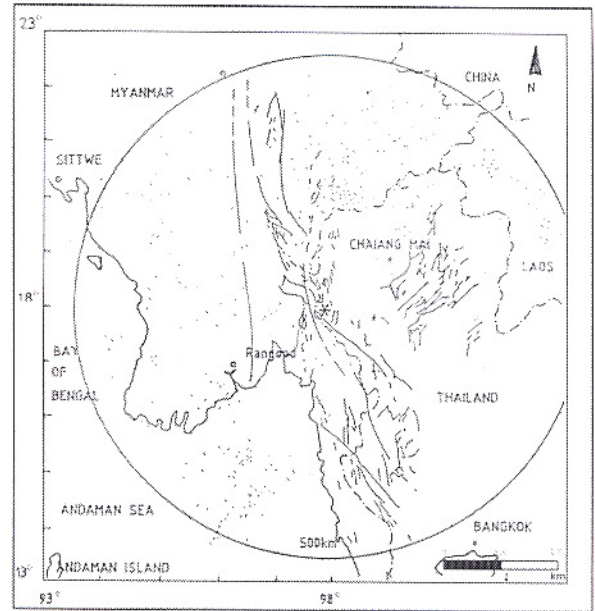 23°
CHINA
MYANMAR
N
SITTWE
CHAIANG MAI
LAOS
18°
BAY
OF
BENGAL
Rangond
THAILAND
ANDAMAN SEA
BANGKOK
500km
13°
ANDAMAN ISLAND
km
93°
98°